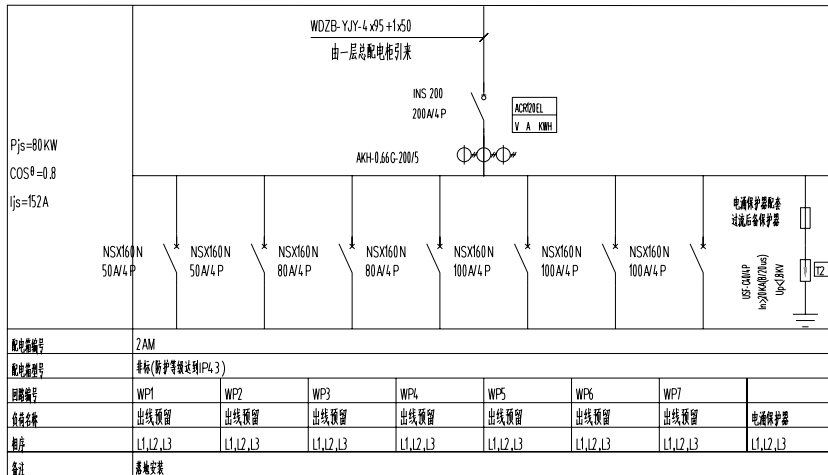 WDZB-YJY-4x95+1x50
由一层总配电柜引来
INS 200
200A/4P
ACR120EL
V A KWH
AKH-0.66G-200/5
Pjs=80KW
COSθ=0.8
Ijs=152A
NSX160N
50A/4P
NSX160N
50A/4P
NSX160N
80A/4P
NSX160N
80A/4P
NSX160N
100A/4P
NSX160N
100A/4P
NSX160N
100A/4P
电涌保护器配套
过流后备保护器
In≥20KA(8/20us)
T2
配电箱编号 2AM
配电箱型号 非标(防护等级达到IP43)
回路编号 WP1 WP2 WP3 WP4 WP5 WP6 WP7
负荷名称 出线预留 出线预留 出线预留 出线预留 出线预留 出线预留 出线预留 电涌保护器
相序 L1,L2,L3 L1,L2,L3 L1,L2,L3 L1,L2,L3 L1,L2,L3 L1,L2,L3 L1,L2,L3 L1,L2,L3
备注 落地安装